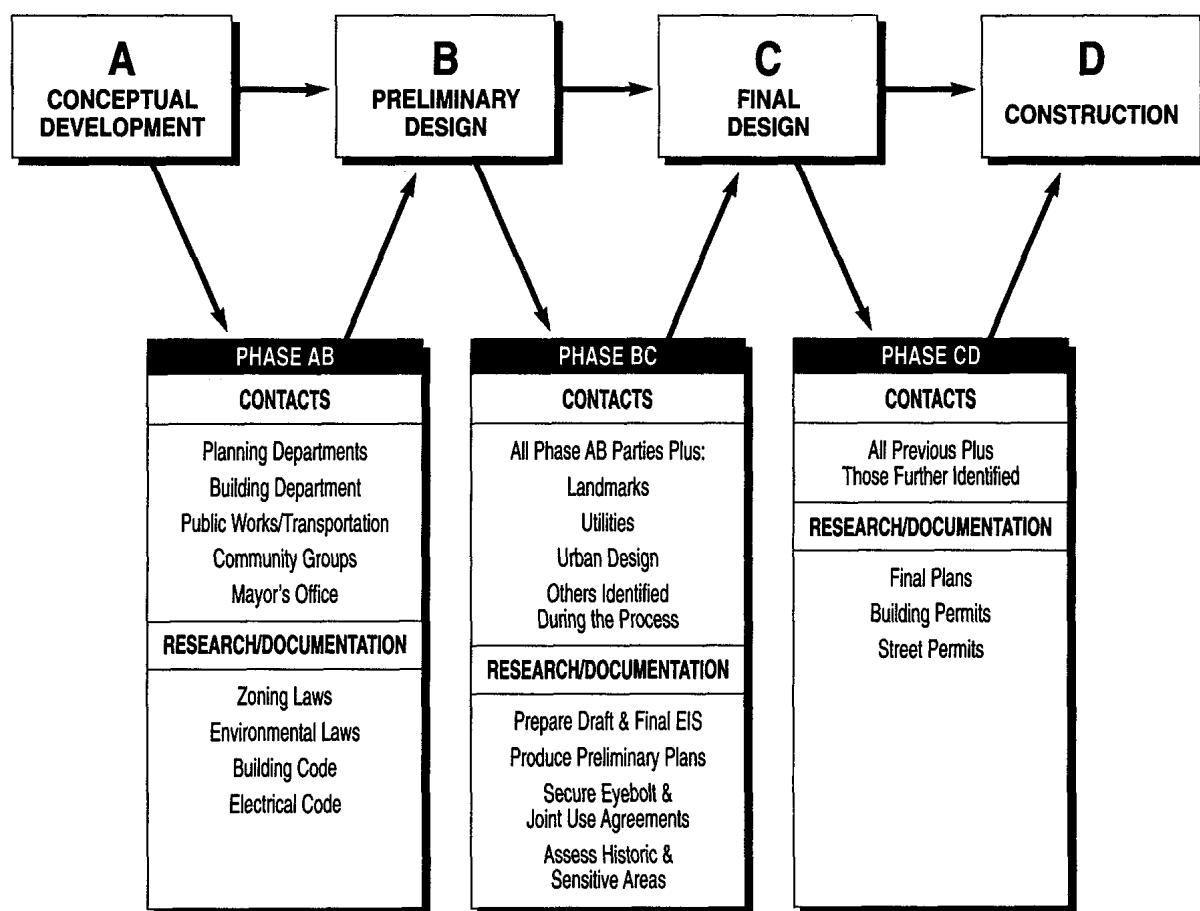 A
CONCEPTUAL
DEVELOPMENT
B
PRELIMINARY
DESIGN
C
FINAL
DESIGN
D
CONSTRUCTION
PHASE AB
CONTACTS
Planning Departments
Building Department
Public Works/Transportation
Community Groups
Mayor's Office
RESEARCH/DOCUMENTATION
Zoning Laws
Environmental Laws
Building Code
Electrical Code
PHASE BC
CONTACTS
All Phase AB Parties Plus:
Landmarks
Utilities
Urban Design
Others Identified
During the Process
RESEARCH/DOCUMENTATION
Prepare Draft & Final EIS
Produce Preliminary Plans
Secure Eyebolt &
Joint Use Agreements
Assess Historic &
Sensitive Areas
PHASE CD
CONTACTS
All Previous Plus
Those Further Identified
RESEARCH/DOCUMENTATION
Final Plans
Building Permits
Street Permits